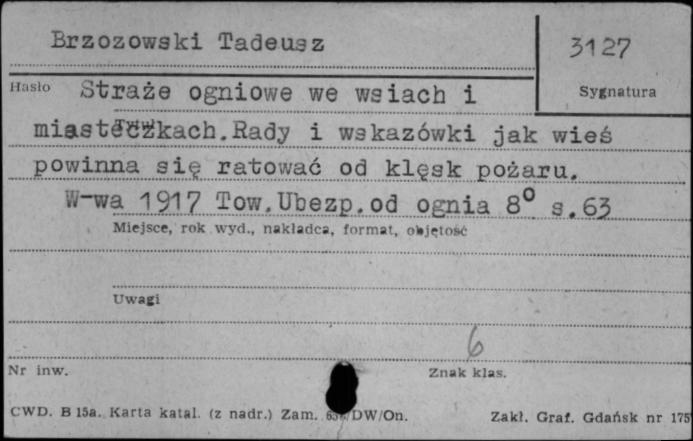 Brzozowski Tadeusz
3127
Hasło Straże ogniowe we wsiach i
Sygnatura
miasteczkach.Rady i wskazówki jak wieś
powinna się ratować od klęsk pożaru.
W-wa 1917 Tow.Ubezp.od ognia 8° s.63
Miejsce, rok wyd., nakładca, format, objętość
Uwagi
6
Nr inw.
Znak klas.
CWD. B 15a. Karta katal. (z nadr.) Zam. DW/On.
Zakł. Graf. Gdańsk nr 175